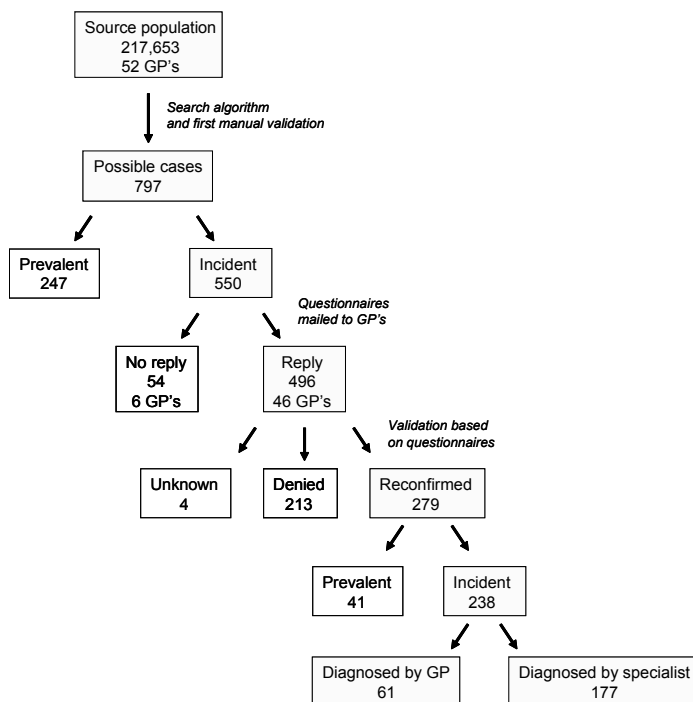 Source population
217,653
52 GP's
Search algorithm
and first manual validation
Possible cases
797
Prevalent
247
Incident
550
Questionnaires
mailed to GP's
No reply
54
6 GP's
Reply
496
46 GP's
Validation based
on questionnaires
Unknown
4
Denied
213
Reconfirmed
279
Prevalent
41
Incident
238
Diagnosed by GP
61
Diagnosed by specialist
177